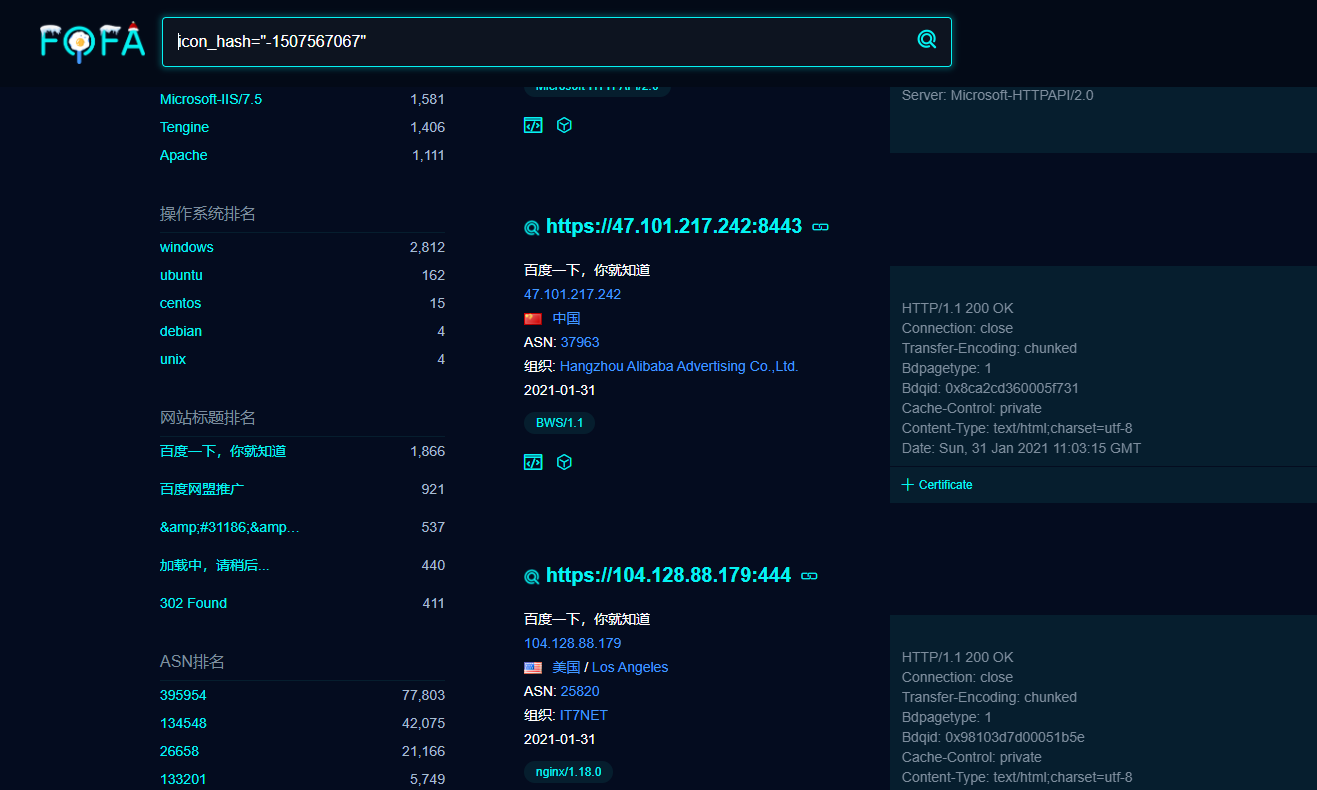 FOFA
icon_hash="-1507567067"
Microsoft-IIS/7.5 1,581
Tengine 1,406
Apache 1,111
操作系统排名
windows 2,812
ubuntu 162
centos 15
debian 4
unix 4
网站标题排名
百度一下，你就知道 1,866
百度网盟推广 921
&amp;#31186;&amp... 537
加载中，请稍后... 440
302 Found 411
ASN排名
395954 77,803
134548 42,075
26658 21,166
133201 5,749
Microsoft-HTTPAPI/2.0
Server: Microsoft-HTTPAPI/2.0
https://47.101.217.242:8443
百度一下，你就知道
47.101.217.242
中国
ASN: 37963
组织: Hangzhou Alibaba Advertising Co.,Ltd.
2021-01-31
BWS/1.1
HTTP/1.1 200 OK
Connection: close
Transfer-Encoding: chunked
Bdpagetype: 1
Bdqid: 0x8ca2cd360005f731
Cache-Control: private
Content-Type: text/html;charset=utf-8
Date: Sun, 31 Jan 2021 11:03:15 GMT
Certificate
https://104.128.88.179:444
百度一下，你就知道
104.128.88.179
美国 / Los Angeles
ASN: 25820
组织: IT7NET
2021-01-31
nginx/1.18.0
HTTP/1.1 200 OK
Connection: close
Transfer-Encoding: chunked
Bdpagetype: 1
Bdqid: 0x98103d7d00051b5e
Cache-Control: private
Content-Type: text/html;charset=utf-8